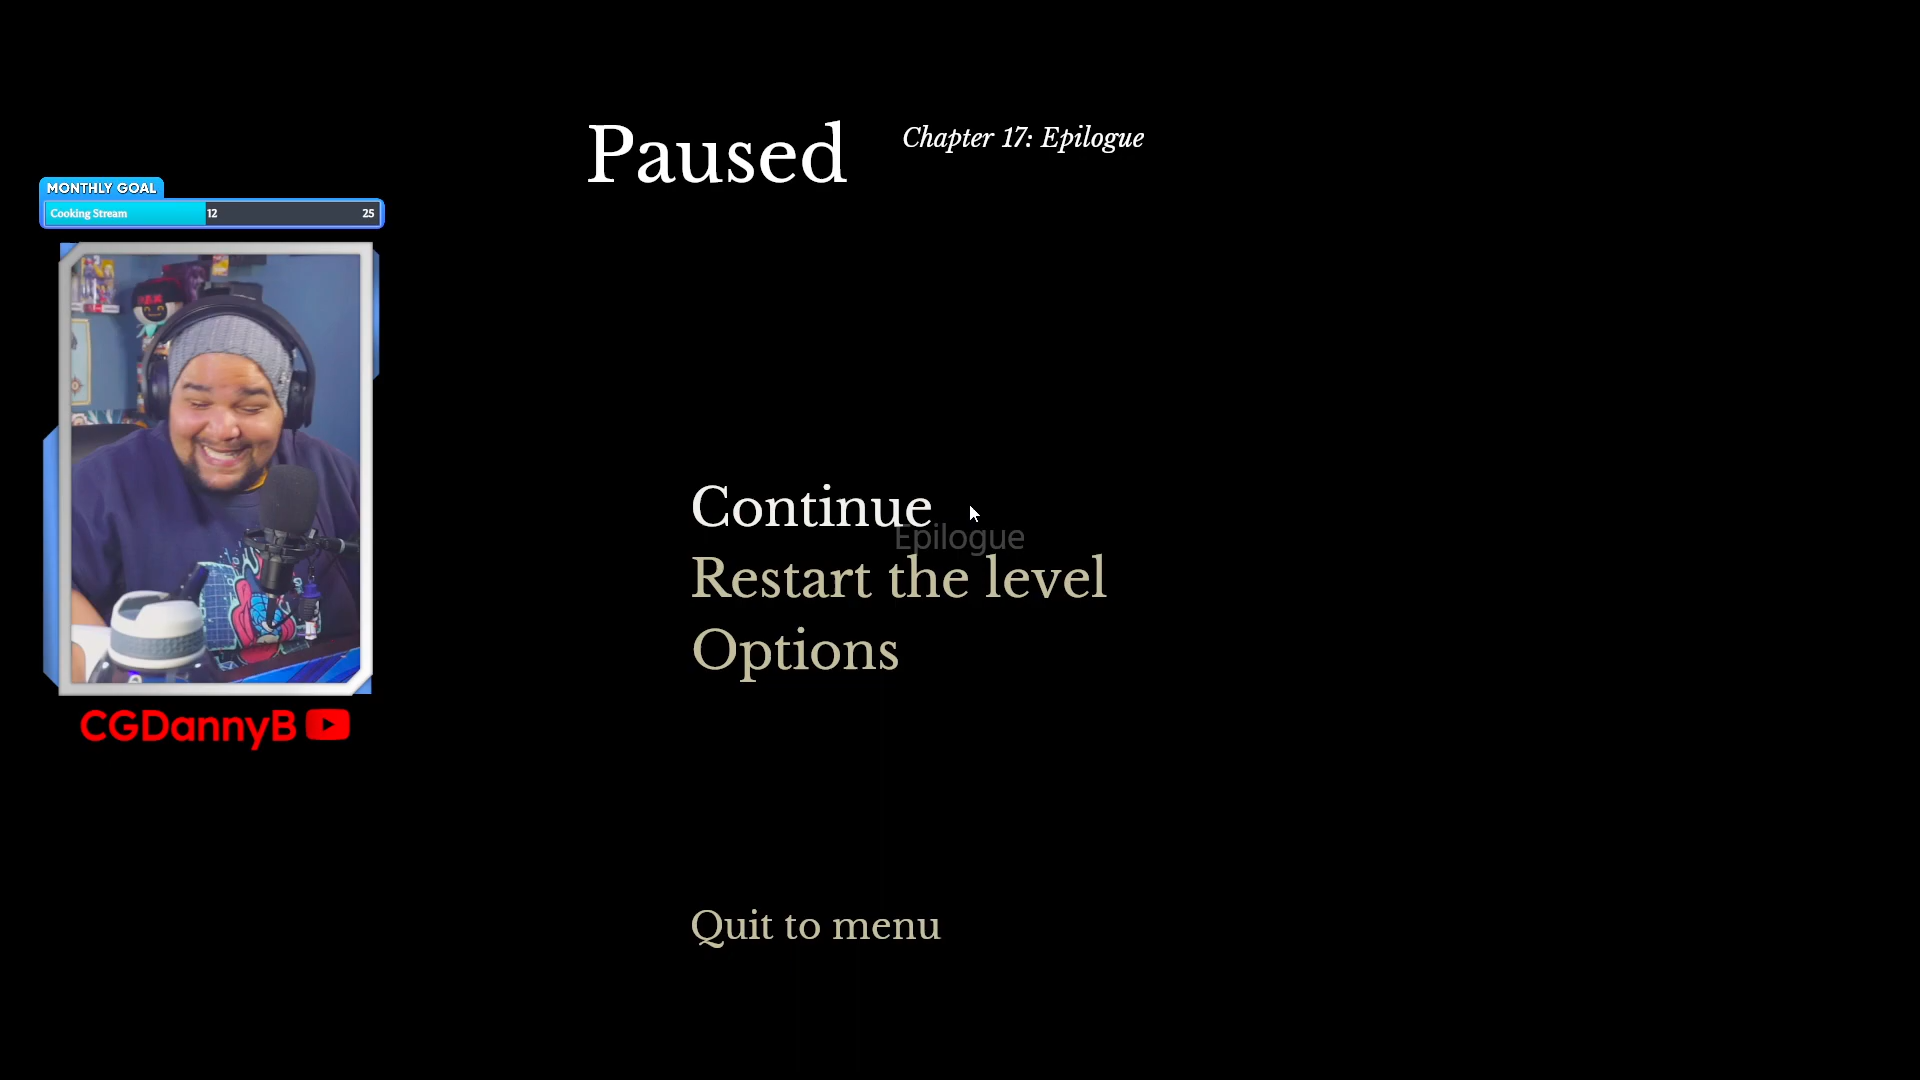 Paused
Chapter 17: Epilogue
MONTHLY GOAL
Cooking Stream 12 25
Continue
Epilogue
Restart the level
Options
CGDannyB
Quit to menu